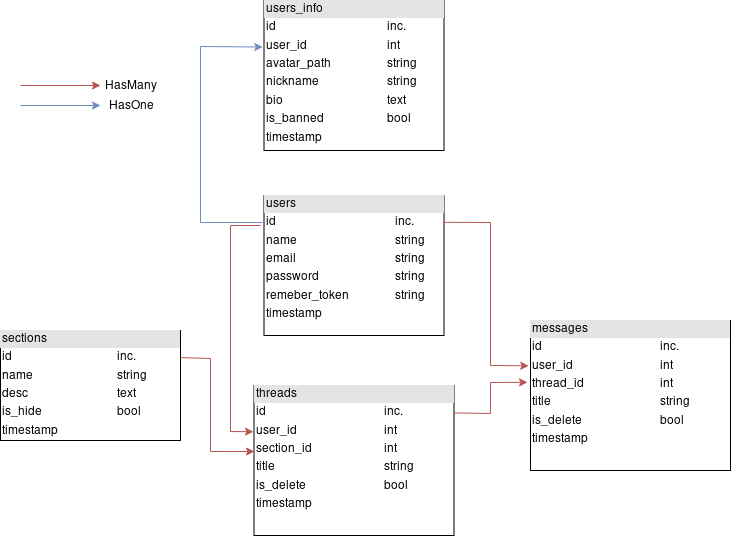 users_info
id inc.
user_id int
avatar_path string
nickname string
bio text
is_banned bool
timestamp
HasMany
HasOne
users
id inc.
name string
email string
password string
remeber_token string
timestamp
sections
id inc.
name string
desc text
is_hide bool
timestamp
threads
id inc.
user_id int
section_id int
title string
is_delete bool
timestamp
messages
id inc.
user_id int
thread_id int
title string
is_delete bool
timestamp